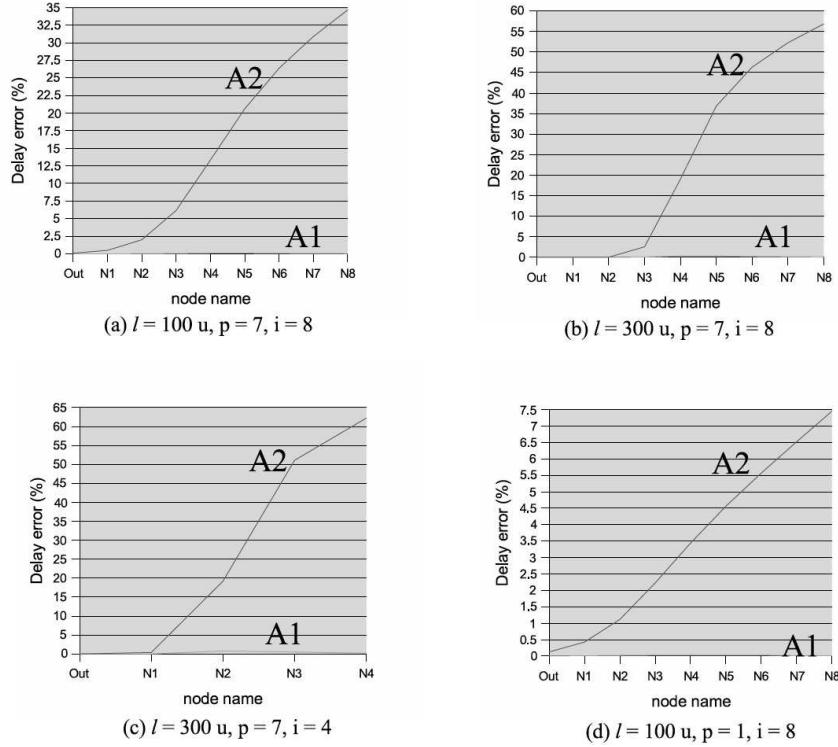 Delay error (%)
35
32.5
30
27.5
25
22.5
20
17.5
15
12.5
10
7.5
5
2.5
0
A2
A1
Out N1 N2 N3 N4 N5 N6 N7 N8
node name
(a) l = 100 u, p = 7, i = 8
Delay error (%)
60
55
50
45
40
35
30
25
20
15
10
5
0
A2
A1
Out N1 N2 N3 N4 N5 N6 N7 N8
node name
(b) l = 300 u, p = 7, i = 8
Delay error (%)
65
60
55
50
45
40
35
30
25
20
15
10
5
0
A2
A1
Out N1 N2 N3 N4
node name
(c) l = 300 u, p = 7, i = 4
Delay error (%)
7.5
7
6.5
6
5.5
5
4.5
4
3.5
3
2.5
2
1.5
1
0.5
0
A2
A1
Out N1 N2 N3 N4 N5 N6 N7 N8
node name
(d) l = 100 u, p = 1, i = 8